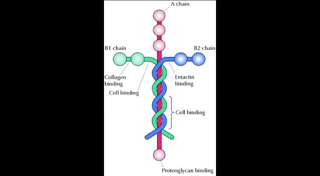 A chain
B1 chain
B2 chain
Collagen
binding
Entactin
binding
Cell binding
Cell binding
Proteoglycan binding